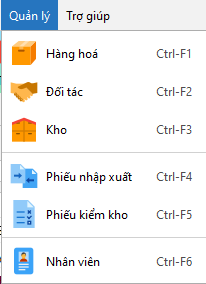 Quản lý Trợ giúp
Hàng hoá Ctrl-F1
Đối tác Ctrl-F2
Kho Ctrl-F3
Phiếu nhập xuất Ctrl-F4
Phiếu kiểm kho Ctrl-F5
Nhân viên Ctrl-F6